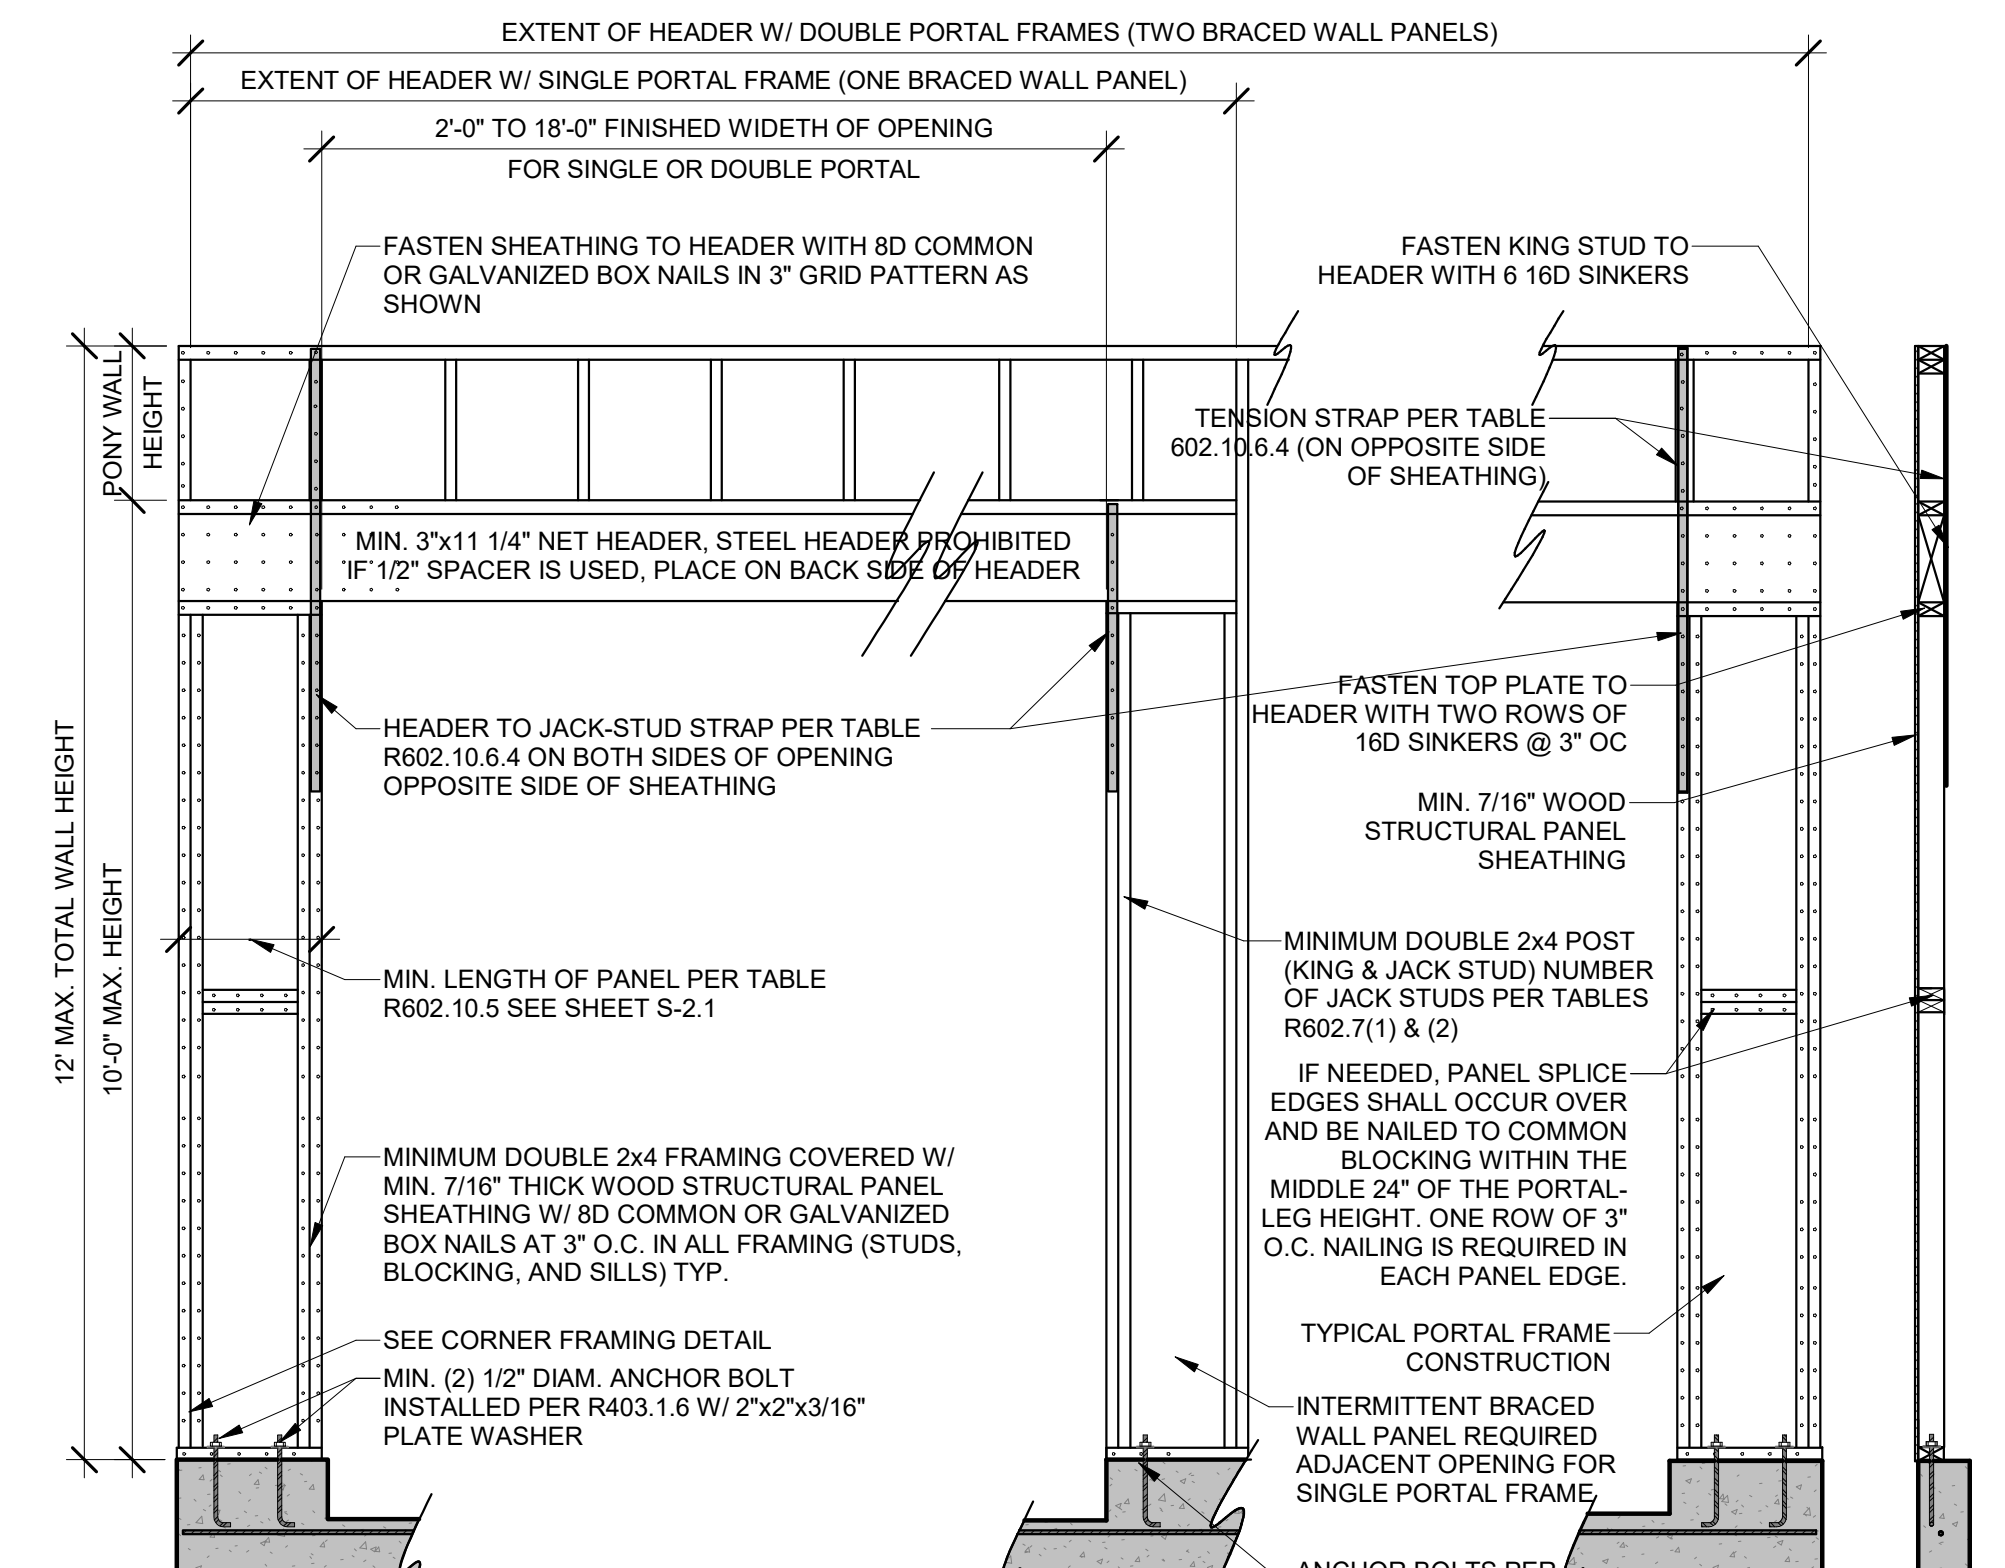 EXTENT OF HEADER W/ DOUBLE PORTAL FRAMES (TWO BRACED WALL PANELS)
EXTENT OF HEADER W/ SINGLE PORTAL FRAME (ONE BRACED WALL PANEL)
2'-0" TO 18'-0" FINISHED WIDETH OF OPENING
FOR SINGLE OR DOUBLE PORTAL
FASTEN SHEATHING TO HEADER WITH 8D COMMON
OR GALVANIZED BOX NAILS IN 3" GRID PATTERN AS
SHOWN
FASTEN KING STUD TO
HEADER WITH 6 16D SINKERS
PONY WALL
HEIGHT
TENSION STRAP PER TABLE
602.10.6.4 (ON OPPOSITE SIDE
OF SHEATHING)
MIN. 3"x11 1/4" NET HEADER, STEEL HEADER PROHIBITED
IF 1/2" SPACER IS USED, PLACE ON BACK SIDE OF HEADER
12' MAX. TOTAL WALL HEIGHT
10'-0" MAX. HEIGHT
HEADER TO JACK-STUD STRAP PER TABLE
R602.10.6.4 ON BOTH SIDES OF OPENING
OPPOSITE SIDE OF SHEATHING
FASTEN TOP PLATE TO
HEADER WITH TWO ROWS OF
16D SINKERS @ 3" OC
MIN. 7/16" WOOD
STRUCTURAL PANEL
SHEATHING
MIN. LENGTH OF PANEL PER TABLE
R602.10.5 SEE SHEET S-2.1
MINIMUM DOUBLE 2x4 POST
(KING & JACK STUD) NUMBER
OF JACK STUDS PER TABLES
R602.7(1) & (2)
IF NEEDED, PANEL SPLICE
EDGES SHALL OCCUR OVER
AND BE NAILED TO COMMON
BLOCKING WITHIN THE
MIDDLE 24" OF THE PORTAL-
LEG HEIGHT. ONE ROW OF 3"
O.C. NAILING IS REQUIRED IN
EACH PANEL EDGE.
MINIMUM DOUBLE 2x4 FRAMING COVERED W/
MIN. 7/16" THICK WOOD STRUCTURAL PANEL
SHEATHING W/ 8D COMMON OR GALVANIZED
BOX NAILS AT 3" O.C. IN ALL FRAMING (STUDS,
BLOCKING, AND SILLS) TYP.
SEE CORNER FRAMING DETAIL
MIN. (2) 1/2" DIAM. ANCHOR BOLT
INSTALLED PER R403.1.6 W/ 2"x2"x3/16"
PLATE WASHER
TYPICAL PORTAL FRAME
CONSTRUCTION
INTERMITTENT BRACED
WALL PANEL REQUIRED
ADJACENT OPENING FOR
SINGLE PORTAL FRAME
ANCHOR BOLTS PER